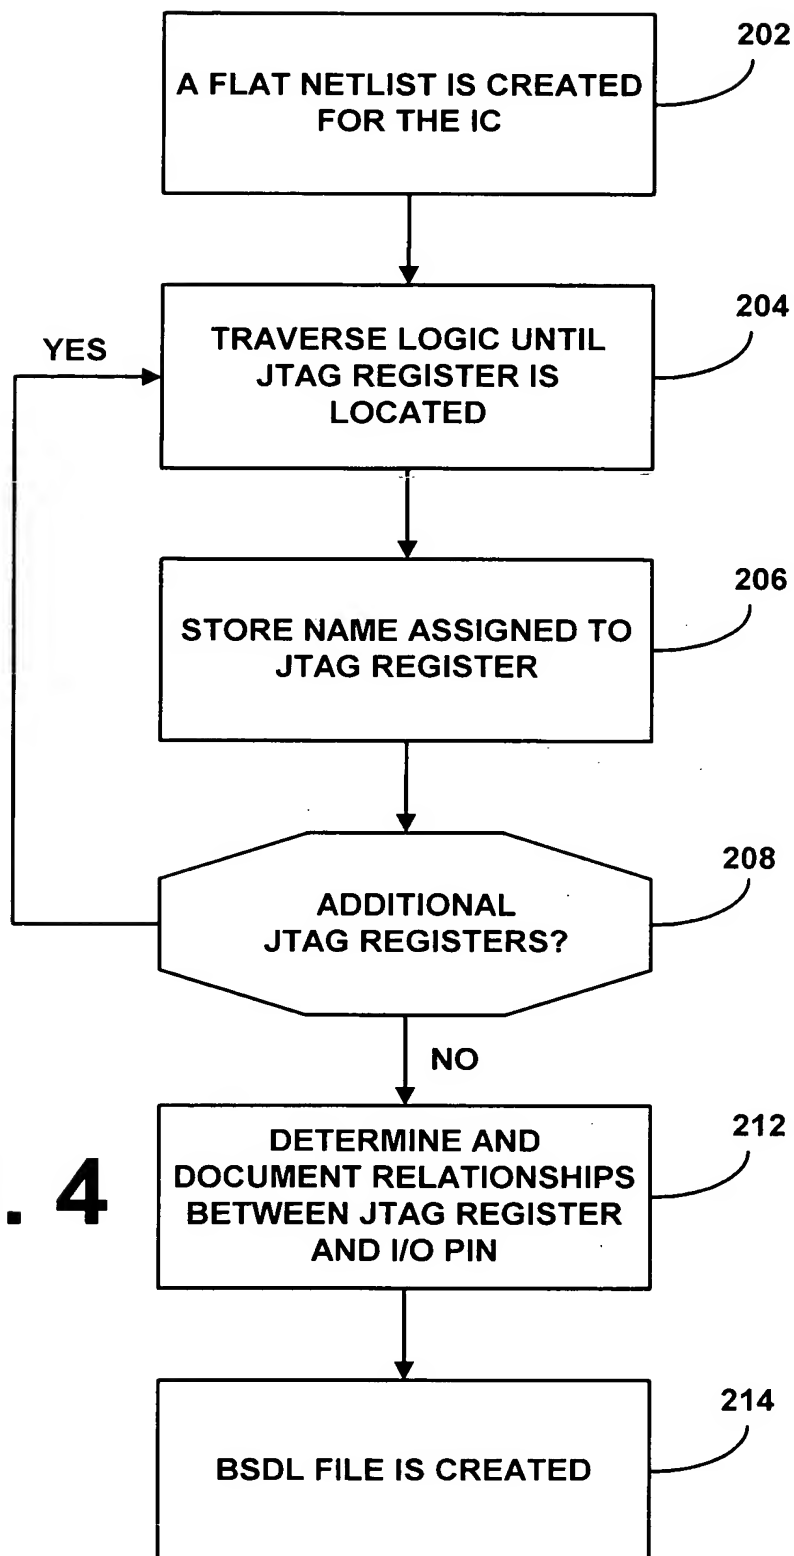 202
A FLAT NETLIST IS CREATED
FOR THE IC
204
YES
TRAVERSE LOGIC UNTIL
JTAG REGISTER IS
LOCATED
206
STORE NAME ASSIGNED TO
JTAG REGISTER
208
ADDITIONAL
JTAG REGISTERS?
NO
212
DETERMINE AND
DOCUMENT RELATIONSHIPS
BETWEEN JTAG REGISTER
AND I/O PIN
. 4
214
BSDL FILE IS CREATED